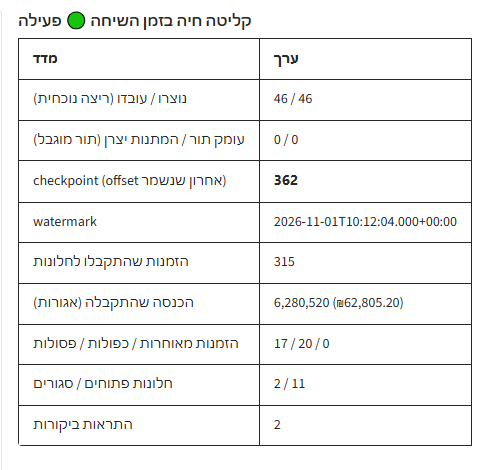 קליטה חיה בזמן השיחה 🟢 פעילה
מדד ערך
נוצרו / עובדו (ריצה נוכחית) 46 / 46
עומק תור / המתנות יצרן (תור מוגבל) 0 / 0
checkpoint (offset אחרון שנשמר) 362
watermark 2026-11-01T10:12:04.000+00:00
הזמנות שהתקבלו לחלונות 315
הכנסה שהתקבלה (אגורות) 6,280,520 (₪62,805.20)
הזמנות מאוחרות / כפולות / פסולות 17 / 20 / 0
חלונות פתוחים / סגורים 2 / 11
התראות ביקורות 2